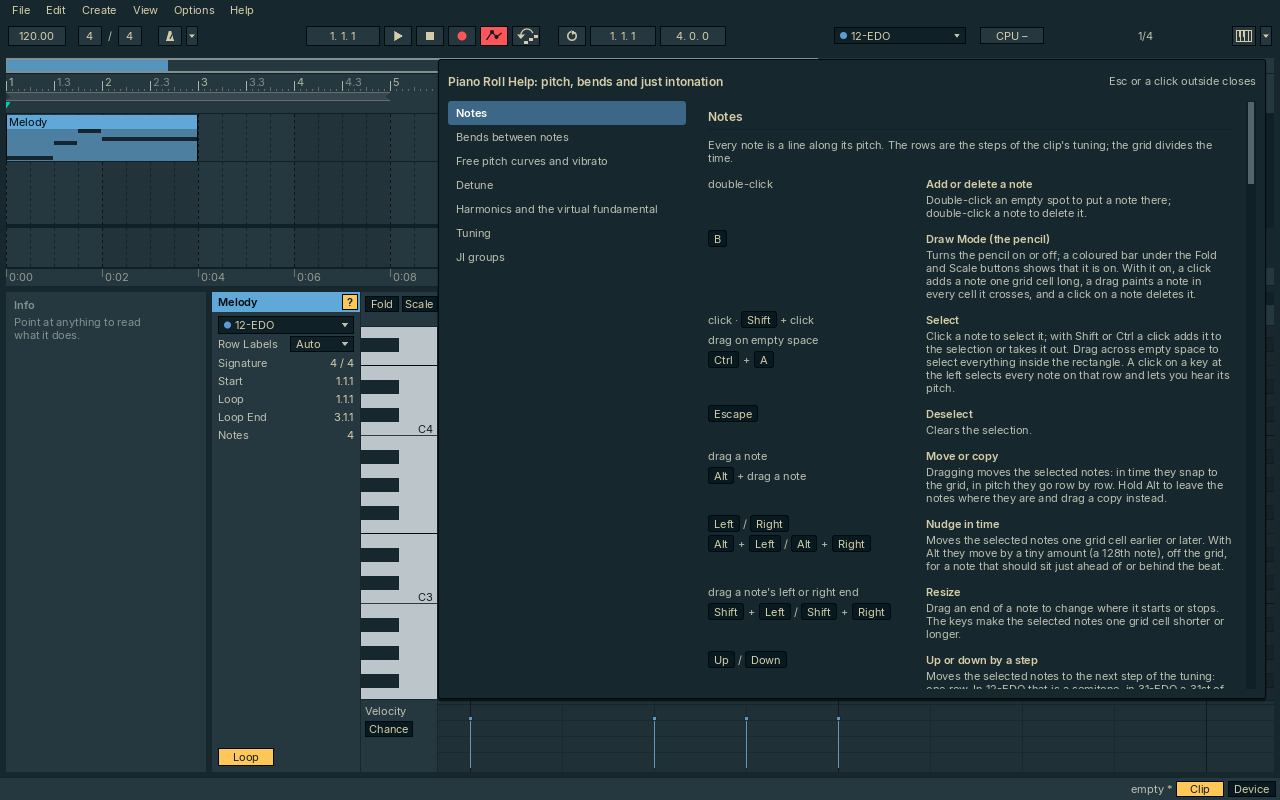 File Edit Create View Options Help
120.00 4 / 4 1. 1. 1 1. 1. 1 4. 0. 0 12-EDO CPU – 1/4
1 1.3 2 2.3 3 3.3 4 4.3 5
Melody
0:00 0:02 0:04 0:06 0:08
Info
Point at anything to read
what it does.
Melody ?
12-EDO
Row Labels Auto
Signature 4 / 4
Start 1.1.1
Loop 1.1.1
Loop End 3.1.1
Notes 4
Loop
Fold Scale
C4
C3
Velocity
Chance
Piano Roll Help: pitch, bends and just intonation Esc or a click outside closes
Notes
Bends between notes
Free pitch curves and vibrato
Detune
Harmonics and the virtual fundamental
Tuning
JI groups
Notes
Every note is a line along its pitch. The rows are the steps of the clip's tuning; the grid divides the
time.
double-click Add or delete a note
Double-click an empty spot to put a note there;
double-click a note to delete it.
B Draw Mode (the pencil)
Turns the pencil on or off; a coloured bar under the Fold
and Scale buttons shows that it is on. With it on, a click
adds a note one grid cell long, a drag paints a note in
every cell it crosses, and a click on a note deletes it.
click · Shift + click Select
Click a note to select it; with Shift or Ctrl a click adds it to
drag on empty space the selection or takes it out. Drag across empty space to
Ctrl + A select everything inside the rectangle. A click on a key at
the left selects every note on that row and lets you hear its
pitch.
Escape Deselect
Clears the selection.
drag a note Move or copy
Alt + drag a note Dragging moves the selected notes: in time they snap to
the grid, in pitch they go row by row. Hold Alt to leave the
notes where they are and drag a copy instead.
Left / Right Nudge in time
Alt + Left / Alt + Right Moves the selected notes one grid cell earlier or later. With
Alt they move by a tiny amount (a 128th note), off the grid,
for a note that should sit just ahead of or behind the beat.
drag a note's left or right end Resize
Shift + Left / Shift + Right Drag an end of a note to change where it starts or stops.
The keys make the selected notes one grid cell shorter or
longer.
Up / Down Up or down by a step
Moves the selected notes to the next step of the tuning:
one row. In 12-EDO that is a semitone, in 31-EDO a 31st of
empty * Clip Device